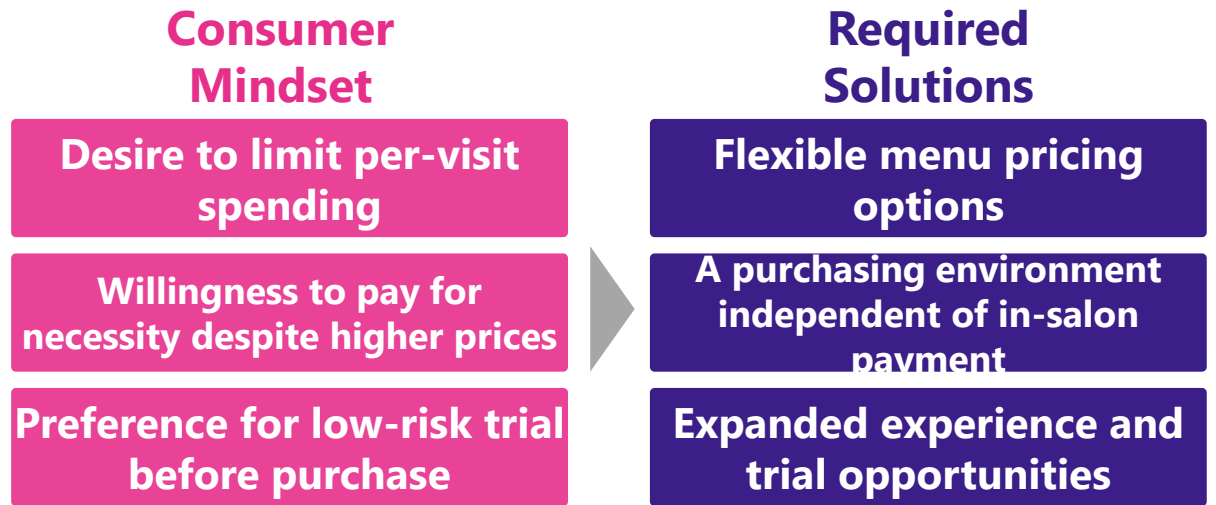 Consumer
Mindset
Desire to limit per-visit
spending
Willingness to pay for
necessity despite higher prices
Preference for low-risk trial
before purchase
Required
Solutions
Flexible menu pricing
options
A purchasing environment
independent of in-salon
payment
Expanded experience and
trial opportunities